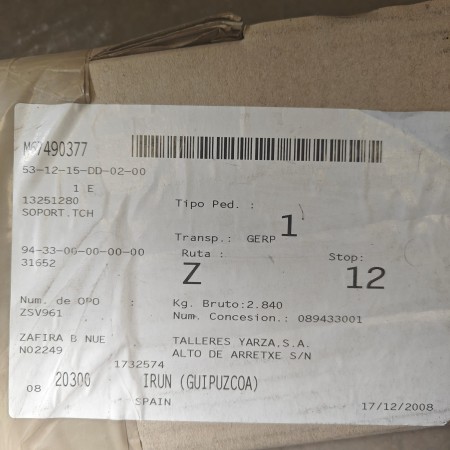 M67490377
53-12-15-DD-02-00
1 E
13251280
SOPORT.TCH
Tipo Ped. : 1
Transp.: GERP
94-33-00-00-00-00
31652
Ruta : Z
Stop: 12
Num. de OPO :
ZSV961
Kg. Bruto:2.840
Num. Concesion.: 089433001
ZAFIRA B NUE
N02249
TALLERES YARZA,S.A.
ALTO DE ARRETXE S/N
1732574
08 20300 IRUN (GUIPUZCOA)
SPAIN
17/12/2008